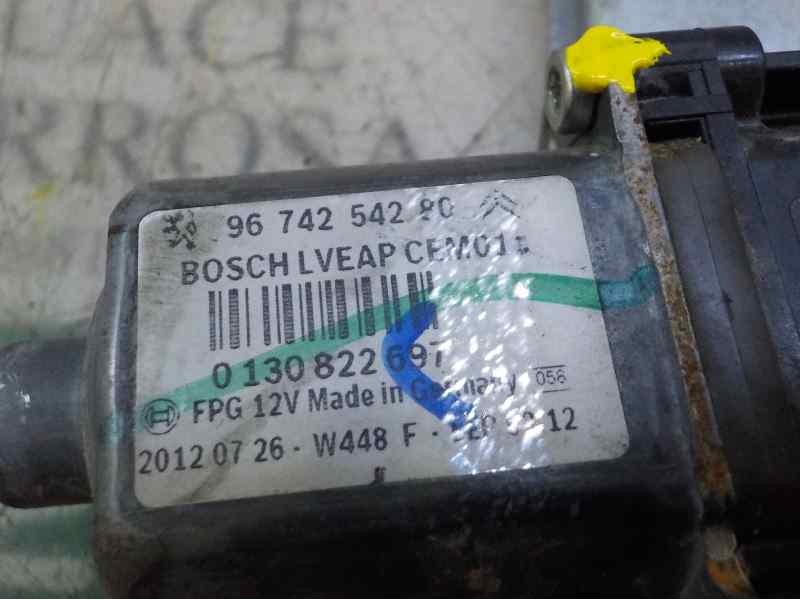 PLACE
96 742 542 80
BOSCH LVEAP CEM01
0 130 822 697
FPG 12V Made in Germany 056
2012 07 26 - W448 F -